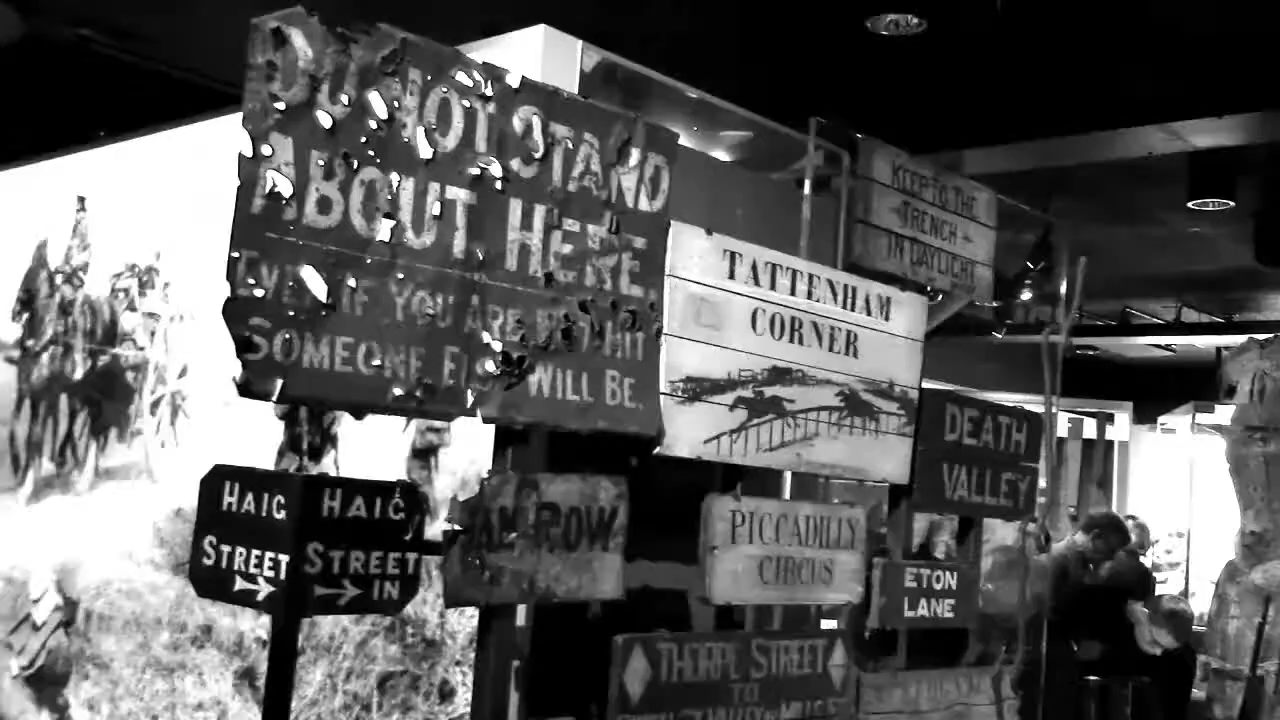 DO NOT STAND
ABOUT HERE
EVEN IF YOU ARE NOT HIT
SOMEONE ELSE WILL BE.
KEEP TO THE
TRENCH
IN DAYLIGHT
TATTENHAM
CORNER
DEATH
VALLEY
HAIG
STREET
HAIG
STREET
IN
ROW
PICCADILLY
CIRCUS
ETON
LANE
THORPE STREET
TO